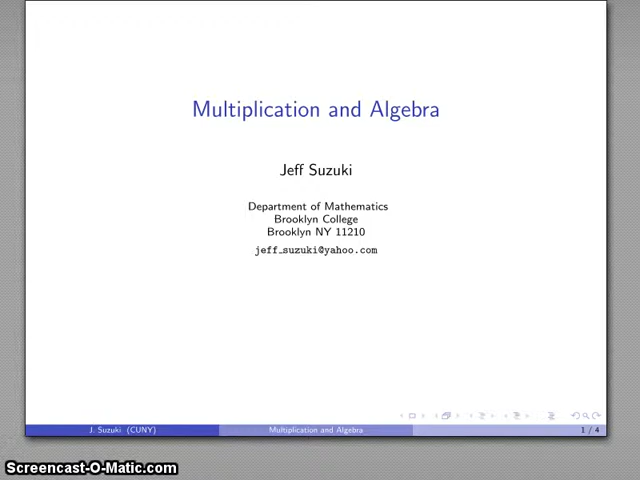 Multiplication and Algebra
Jeff Suzuki
Department of Mathematics
Brooklyn College
Brooklyn NY 11210
jeff_suzuki@yahoo.com
J. Suzuki (CUNY)
Multiplication and Algebra
1 / 4
Screencast-O-Matic.com